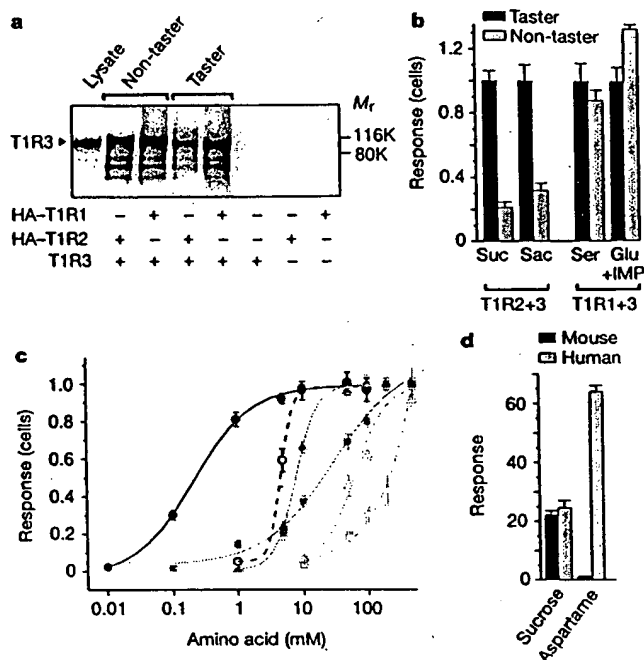 a
Lysate
Non-taster
Taster
Mr
T1R3
116K
80K
HA–T1R1 – + – + – – +
HA–T1R2 + – + – – + –
T1R3 + + + + + – –
b
Taster
Non-taster
Response (cells)
1.2
0.8
0.4
0
Suc Sac Ser Glu
+IMP
T1R2+3 T1R1+3
c
Response (cells)
1.0
0.8
0.6
0.4
0.2
0
0.01 0.1 1 10 100
Amino acid (mM)
d
Mouse
Human
Response
60
40
20
0
Sucrose
Aspartame